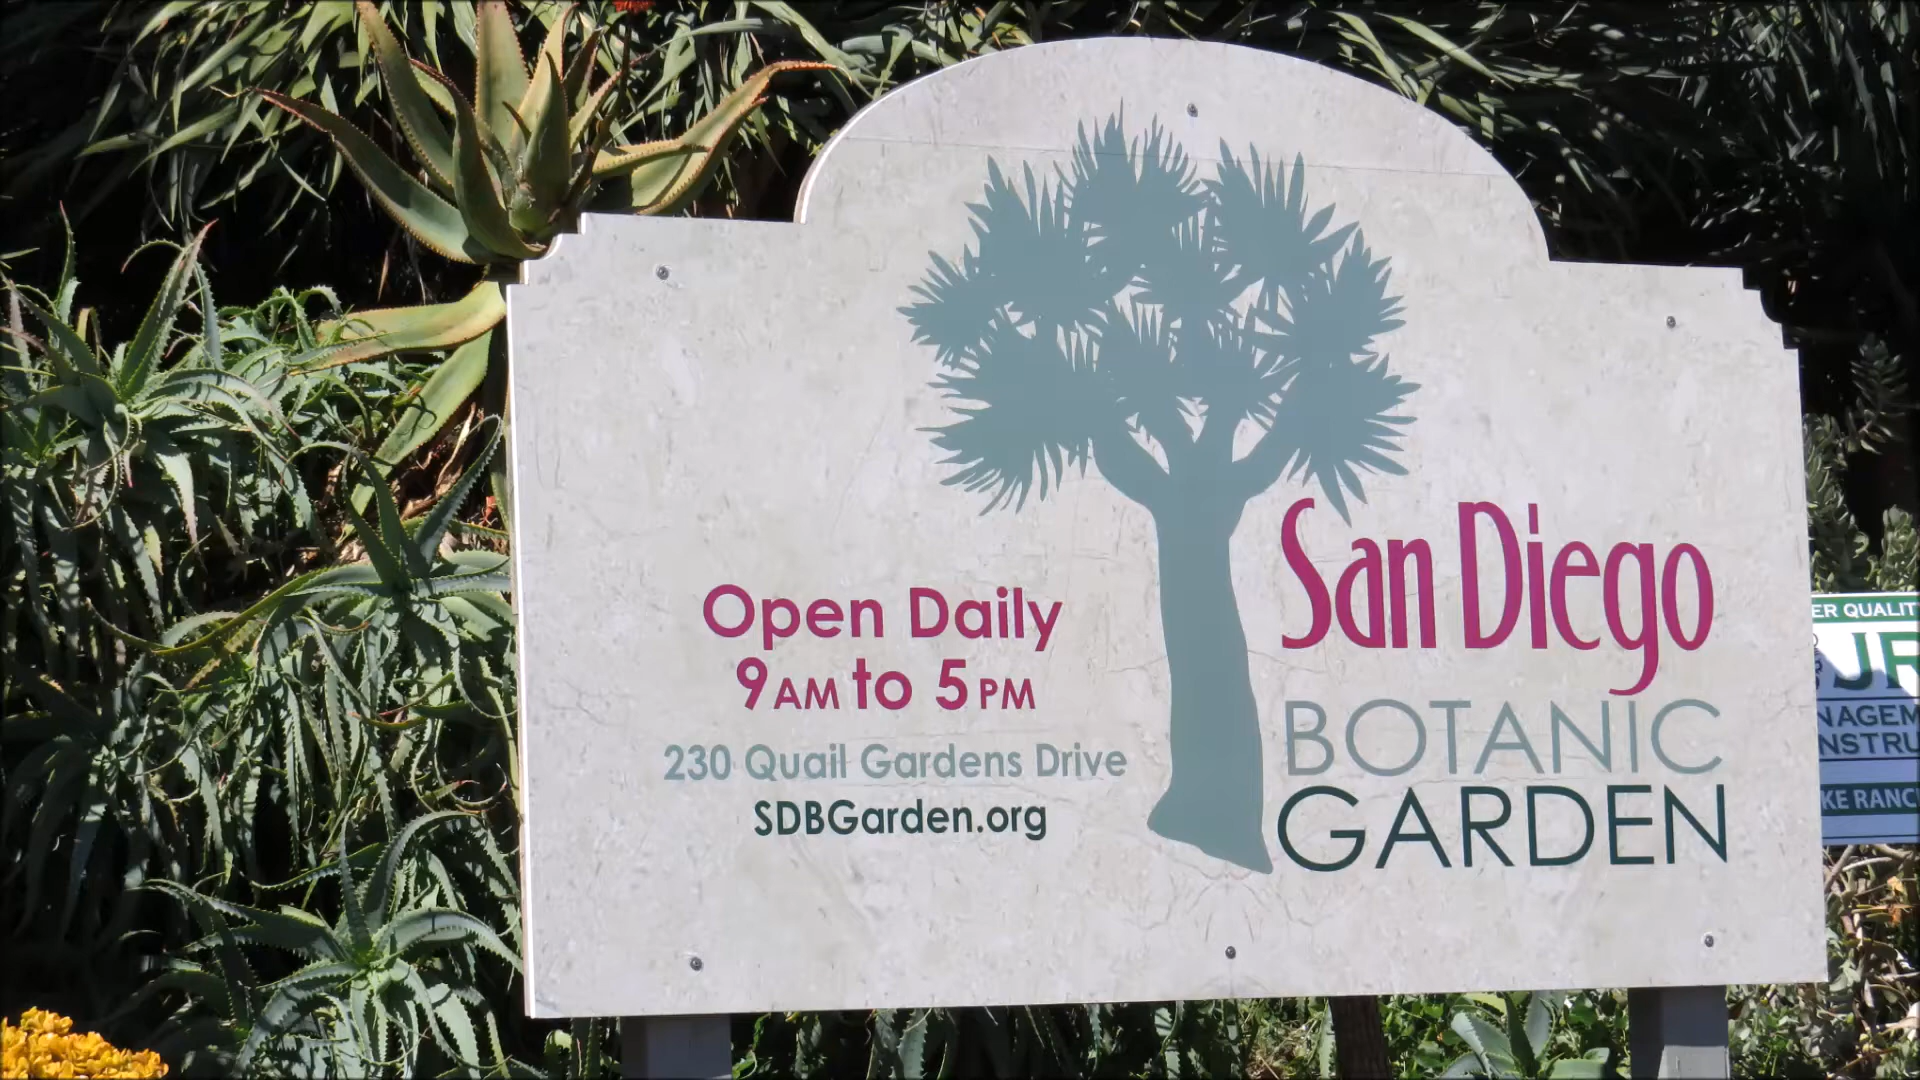 Open Daily
9AM to 5PM
230 Quail Gardens Drive
SDBGarden.org
San Diego
BOTANIC
GARDEN